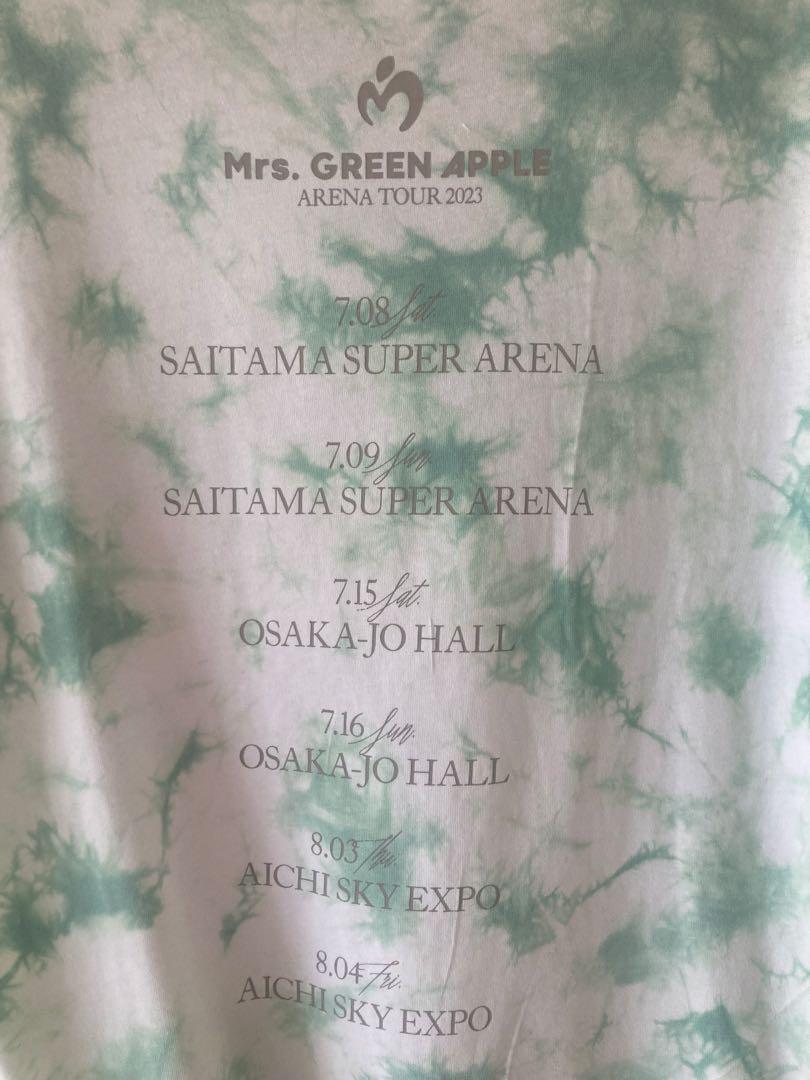 Mrs. GREEN APPLE
ARENA TOUR 2023
7.08 Sat.
SAITAMA SUPER ARENA
7.09 Sun.
SAITAMA SUPER ARENA
7.15 Sat.
OSAKA-JO HALL
7.16 Sun.
OSAKA-JO HALL
8.03 Thu.
AICHI SKY EXPO
8.04 Fri.
AICHI SKY EXPO